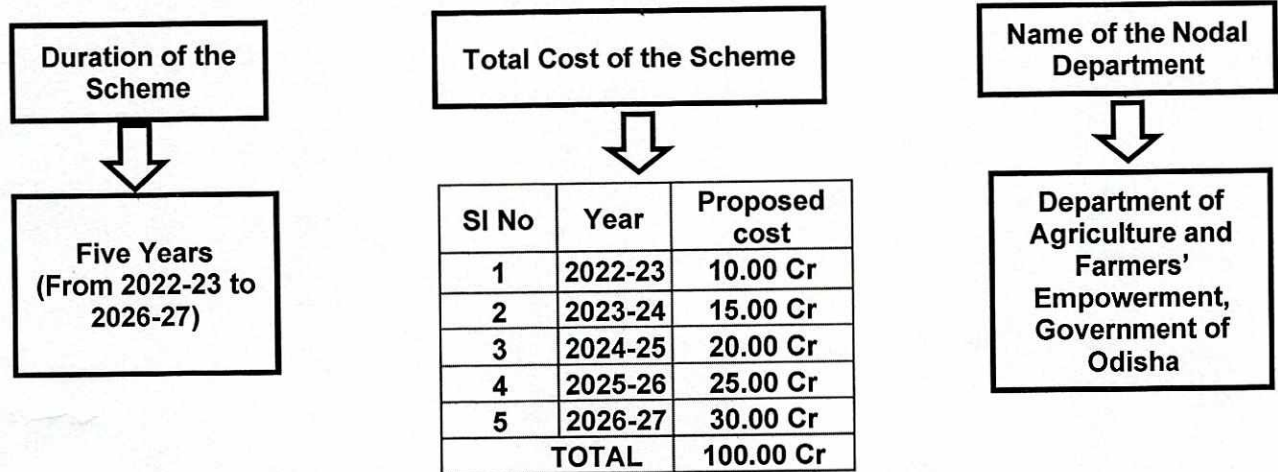 Duration of the
Scheme
Five Years
(From 2022-23 to
2026-27)
Total Cost of the Scheme
Sl No Year Proposed cost
1 2022-23 10.00 Cr
2 2023-24 15.00 Cr
3 2024-25 20.00 Cr
4 2025-26 25.00 Cr
5 2026-27 30.00 Cr
TOTAL 100.00 Cr
Name of the Nodal
Department
Department of
Agriculture and
Farmers'
Empowerment,
Government of
Odisha